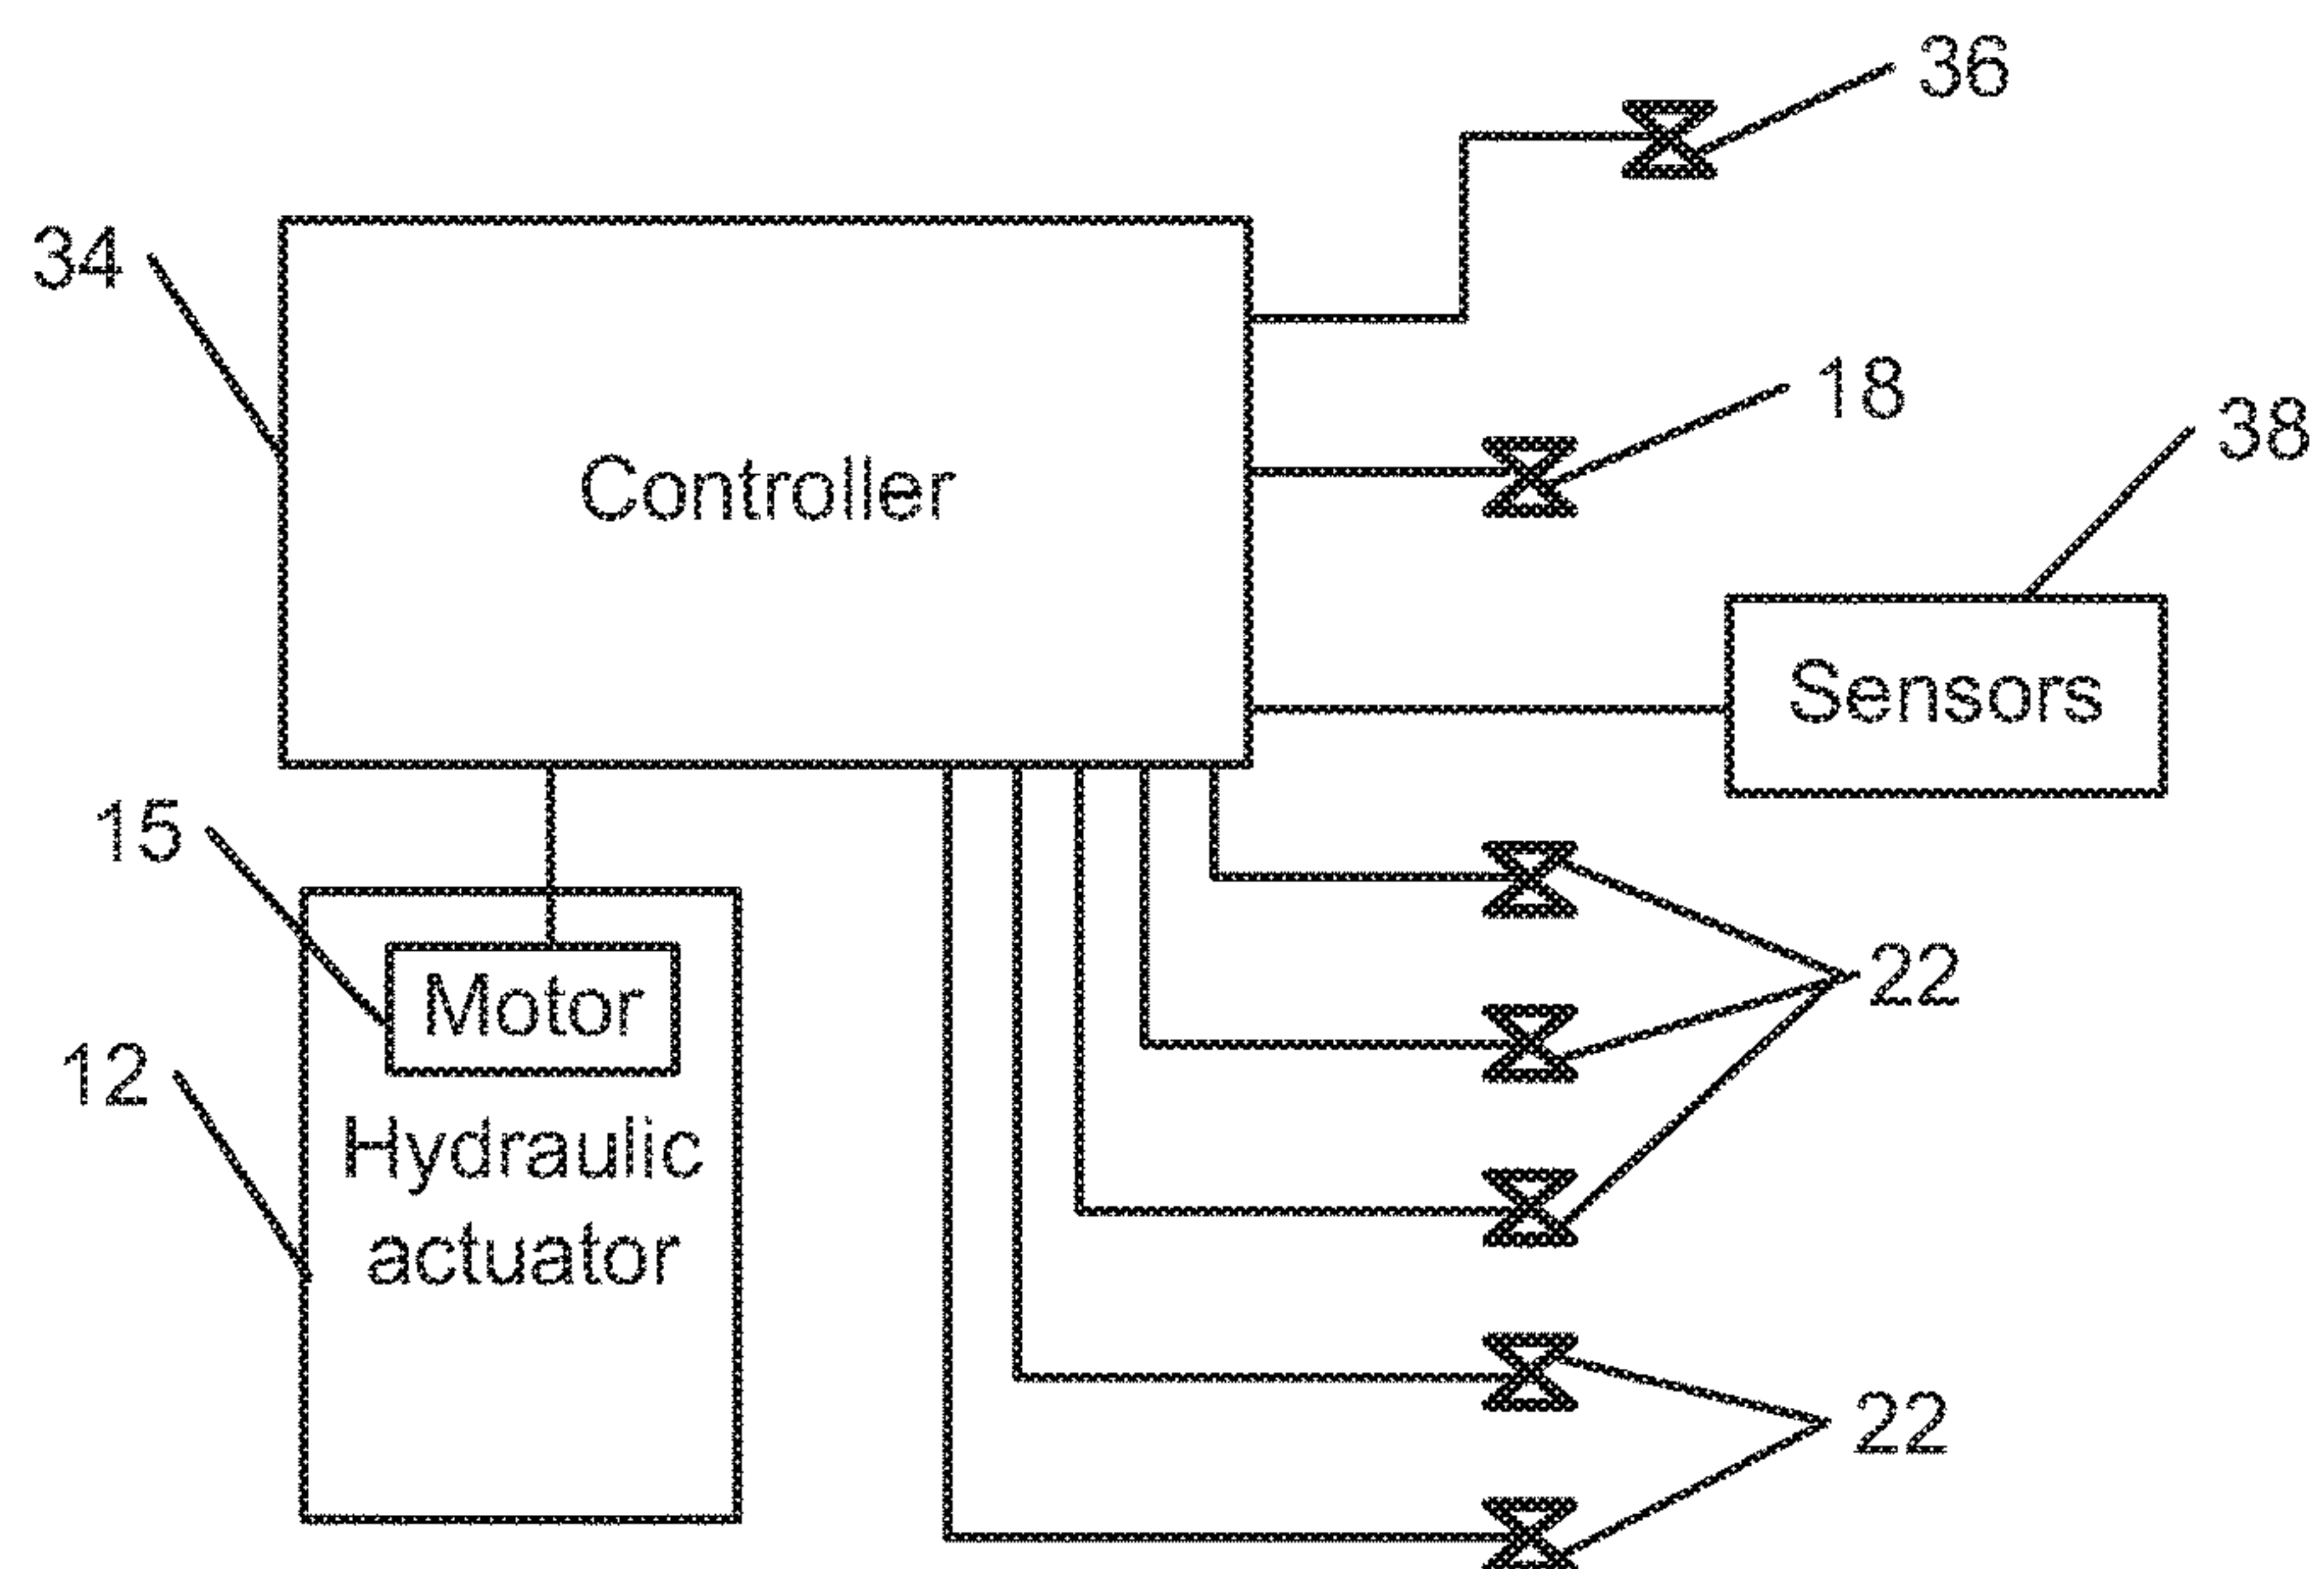 36
34
18
38
Controller
Sensors
15
Motor
22
12
Hydraulic
actuator
22